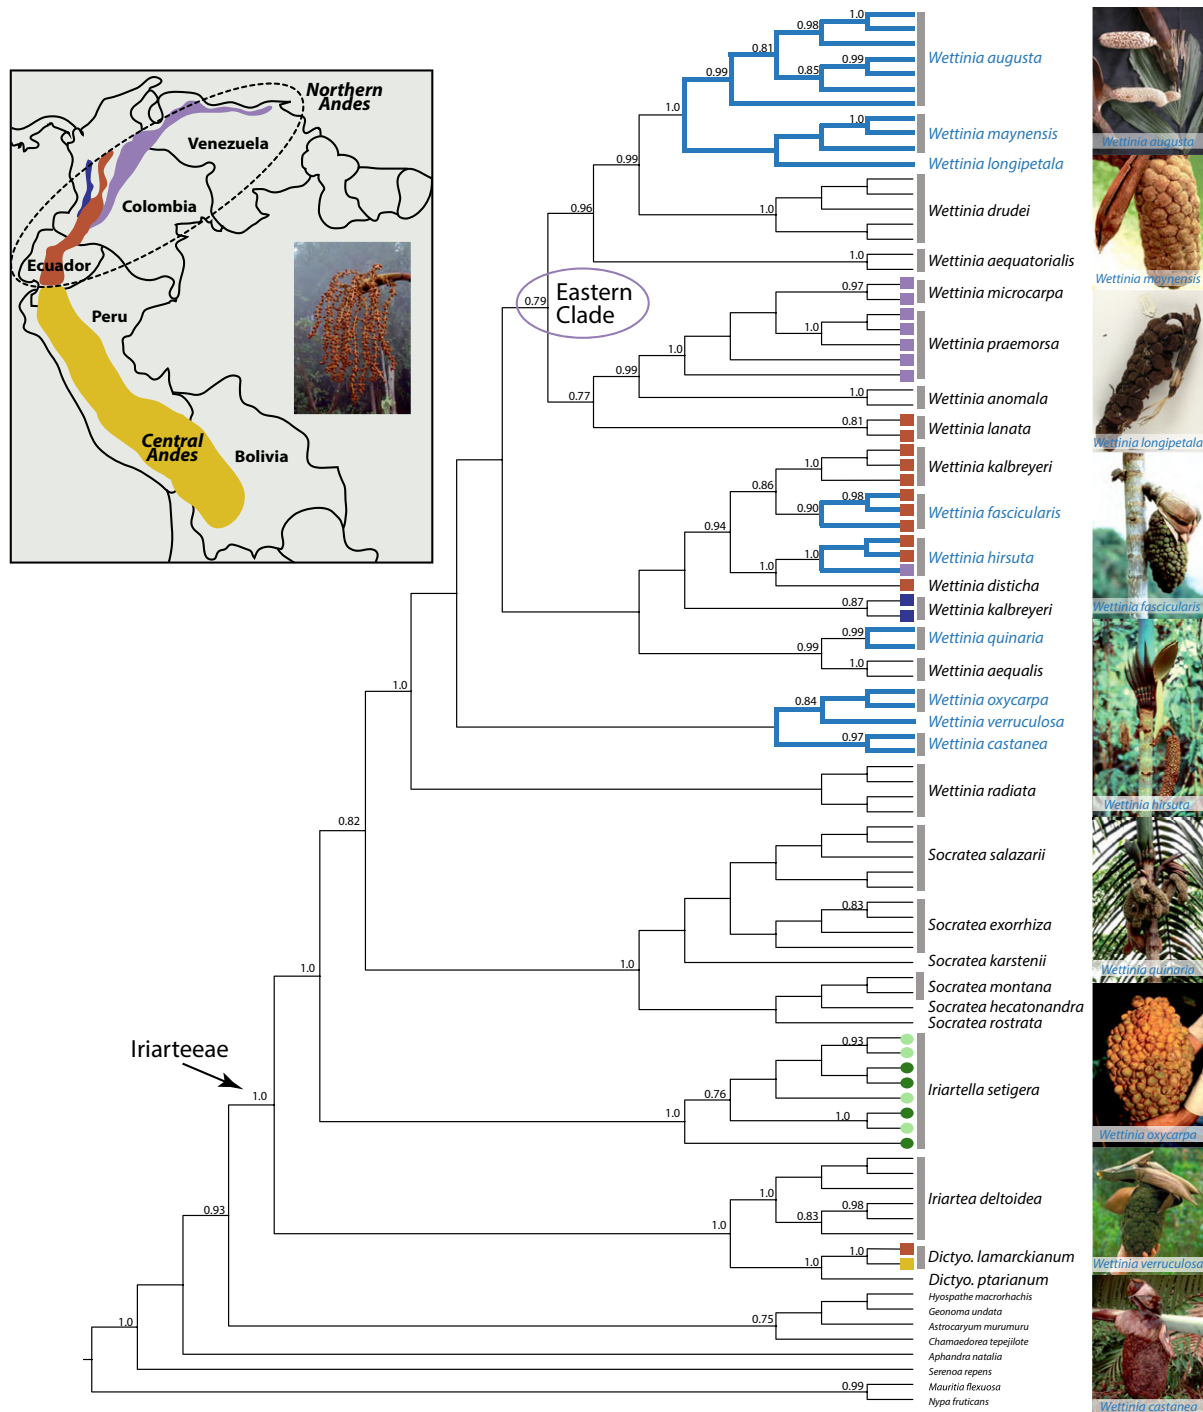 Northern
Andes
Venezuela
Colombia
Ecuador
Peru
Central
Andes
Bolivia
Eastern
Clade
Iriarteeae
1.0
0.98
0.81
0.99
0.99
0.85
1.0
1.0
0.99
0.96
1.0
1.0
0.79
0.97
1.0
1.0
0.99
1.0
0.77
0.81
1.0
0.86
0.98
0.90
0.94
1.0
1.0
0.87
0.99
0.99
1.0
1.0
0.84
0.97
0.82
0.83
1.0
1.0
0.93
0.76
1.0
1.0
1.0
1.0
0.98
0.83
1.0
0.93
1.0
1.0
0.75
1.0
0.99
Wettinia augusta
Wettinia maynensis
Wettinia longipetala
Wettinia drudei
Wettinia aequatorialis
Wettinia microcarpa
Wettinia praemorsa
Wettinia anomala
Wettinia lanata
Wettinia kalbreyeri
Wettinia fascicularis
Wettinia hirsuta
Wettinia disticha
Wettinia kalbreyeri
Wettinia quinaria
Wettinia aequalis
Wettinia oxycarpa
Wettinia verruculosa
Wettinia castanea
Wettinia radiata
Socratea salazarii
Socratea exorrhiza
Socratea karstenii
Socratea montana
Socratea hecatonandra
Socratea rostrata
Iriartella setigera
Iriartea deltoidea
Dictyo. lamarckianum
Dictyo. ptarianum
Hyospathe macrorhachis
Geonoma undata
Astrocaryum murumuru
Chamaedorea tepejilote
Aphandra natalia
Serenoa repens
Mauritia flexuosa
Nypa fruticans
Wettinia augusta
Wettinia maynensis
Wettinia longipetala
Wettinia fascicularis
Wettinia hirsuta
Wettinia quinaria
Wettinia oxycarpa
Wettinia verruculosa
Wettinia castanea